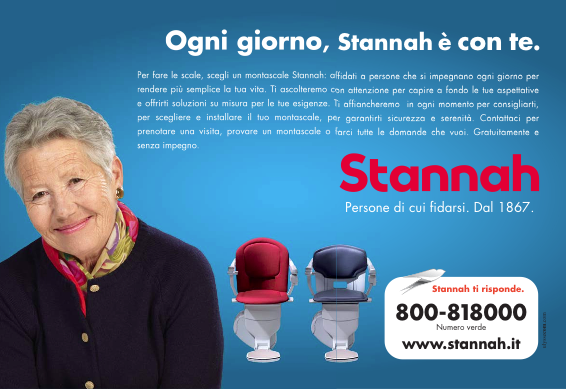 Ogni giorno, Stannah è con te.
Per fare le scale, scegli un montascale Stannah: affidati a persone che si impegnano ogni giorno per
rendere più semplice la tua vita. Ti ascolteremo con attenzione per capire a fondo le tue aspettative
e offrirti soluzioni su misura per le tue esigenze. Ti affiancheremo in ogni momento per consigliarti,
per scegliere e installare il tuo montascale, per garantirti sicurezza e serenità. Contattaci per
prenotare una visita, provare un montascale o farci tutte le domande che vuoi. Gratuitamente e
senza impegno.
Stannah
Persone di cui fidarsi. Dal 1867.
Stannah ti risponde.
800-818000
Numero verde
www.stannah.it